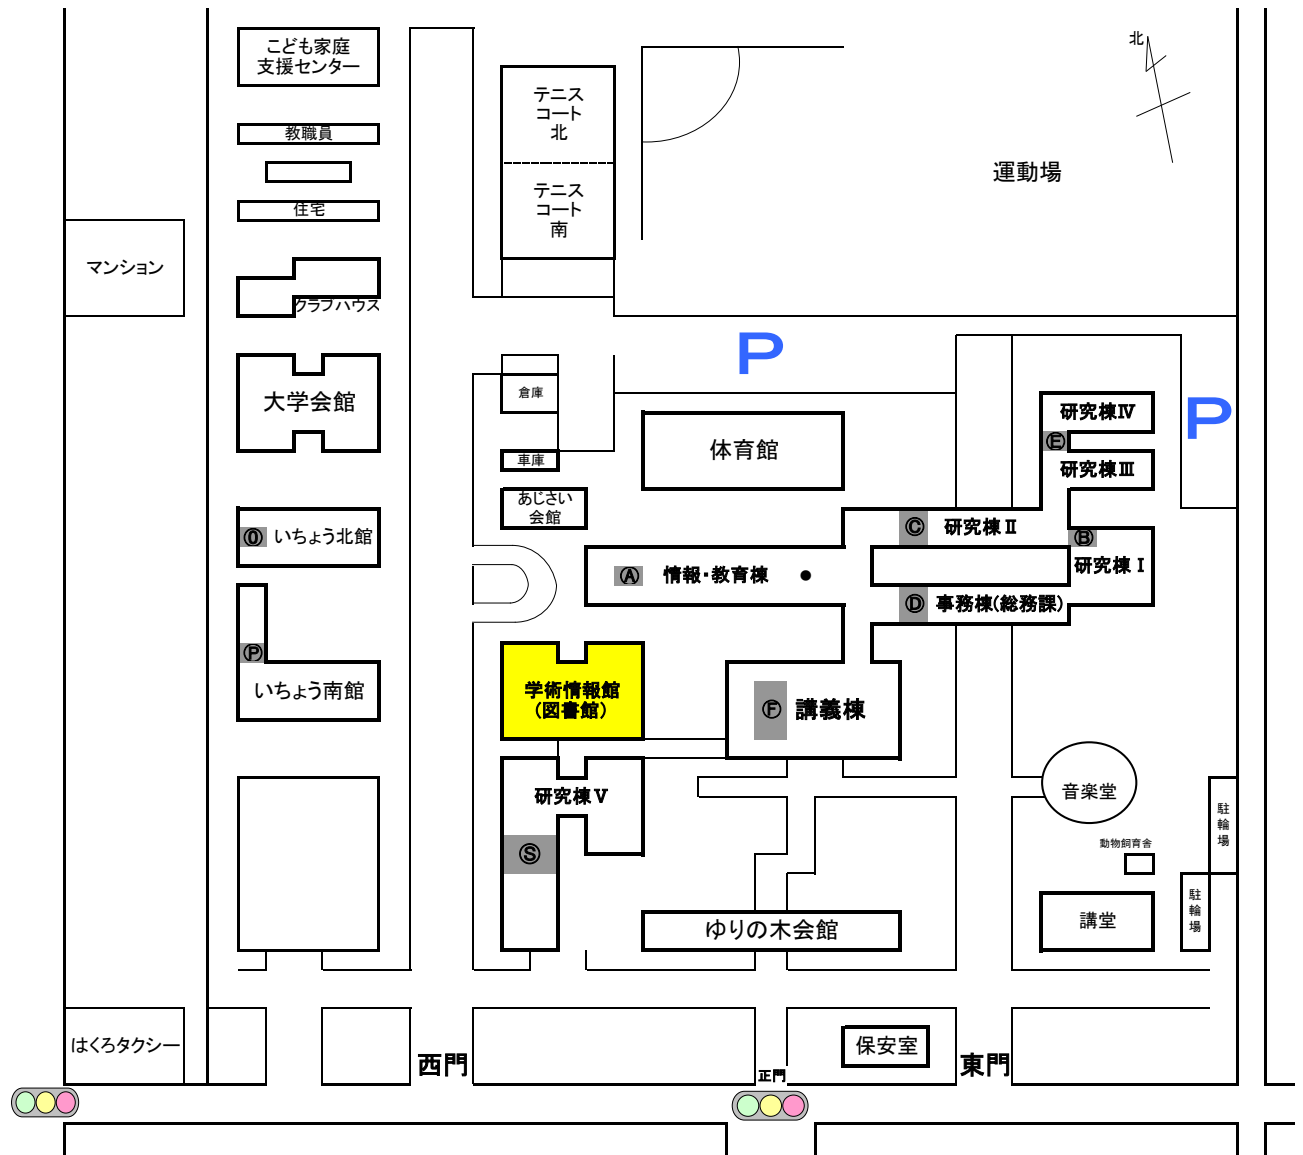 こども家庭
支援センター
北
テニス
コート
北
教職員
運動場
テニス
コート
南
住宅
マンション
クラブハウス
P
倉庫
大学会館
研究棟Ⅳ
P
体育館
E
車庫
研究棟Ⅲ
あじさい
会館
C 研究棟Ⅱ
O いちょう北館
B
研究棟Ⅰ
A 情報・教育棟 ●
D 事務棟(総務課)
P
いちょう南館
学術情報館
(図書館)
F 講義棟
研究棟Ⅴ
音楽堂
駐輪場
動物飼育舎
S
駐輪場
講堂
ゆりの木会館
はくろタクシー
保安室
西門
東門
正門